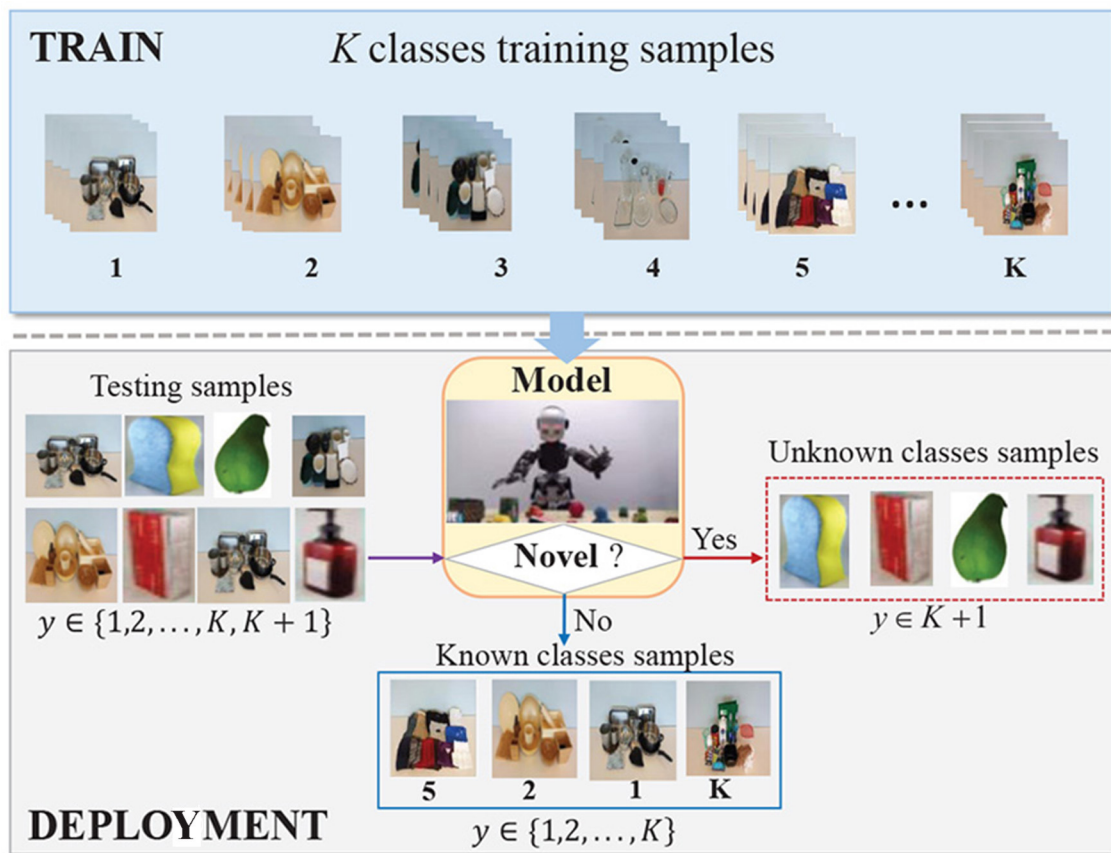 TRAIN
K classes training samples
1 2 3 4 5 ... K
Testing samples
y ∈ {1,2, ..., K, K + 1}
Model
Novel ?
Yes
No
Unknown classes samples
y ∈ K +1
Known classes samples
5 2 1 K
y ∈ {1,2, ..., K}
DEPLOYMENT